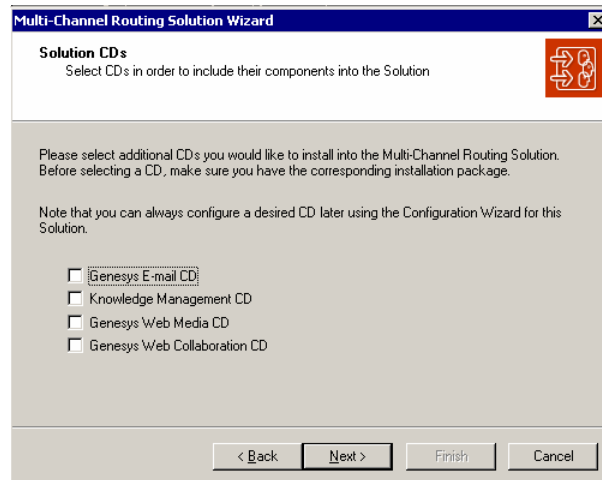 Multi-Channel Routing Solution Wizard
Solution CDs
Select CDs in order to include their components into the Solution
Please select additional CDs you would like to install into the Multi-Channel Routing Solution.
Before selecting a CD, make sure you have the corresponding installation package.
Note that you can always configure a desired CD later using the Configuration Wizard for this
Solution.
Genesys E-mail CD
Knowledge Management CD
Genesys Web Media CD
Genesys Web Collaboration CD
< Back Next > Finish Cancel